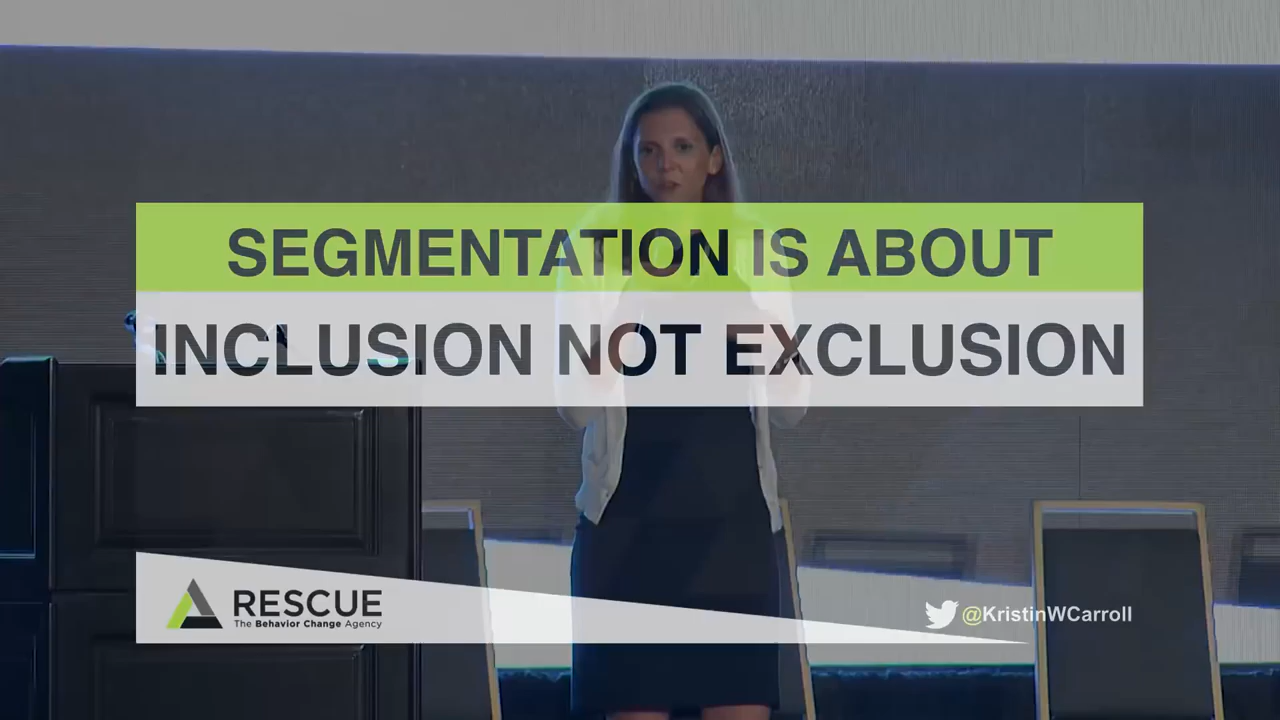 SEGMENTATION IS ABOUT
INCLUSION NOT EXCLUSION
RESCUE
The Behavior Change Agency
@KristinWCarroll